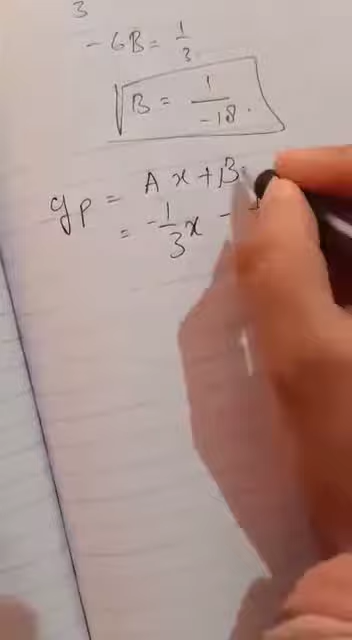 3
-6B = 1/3
B = 1/-18.
yp = Ax + B
= -1/3 x -